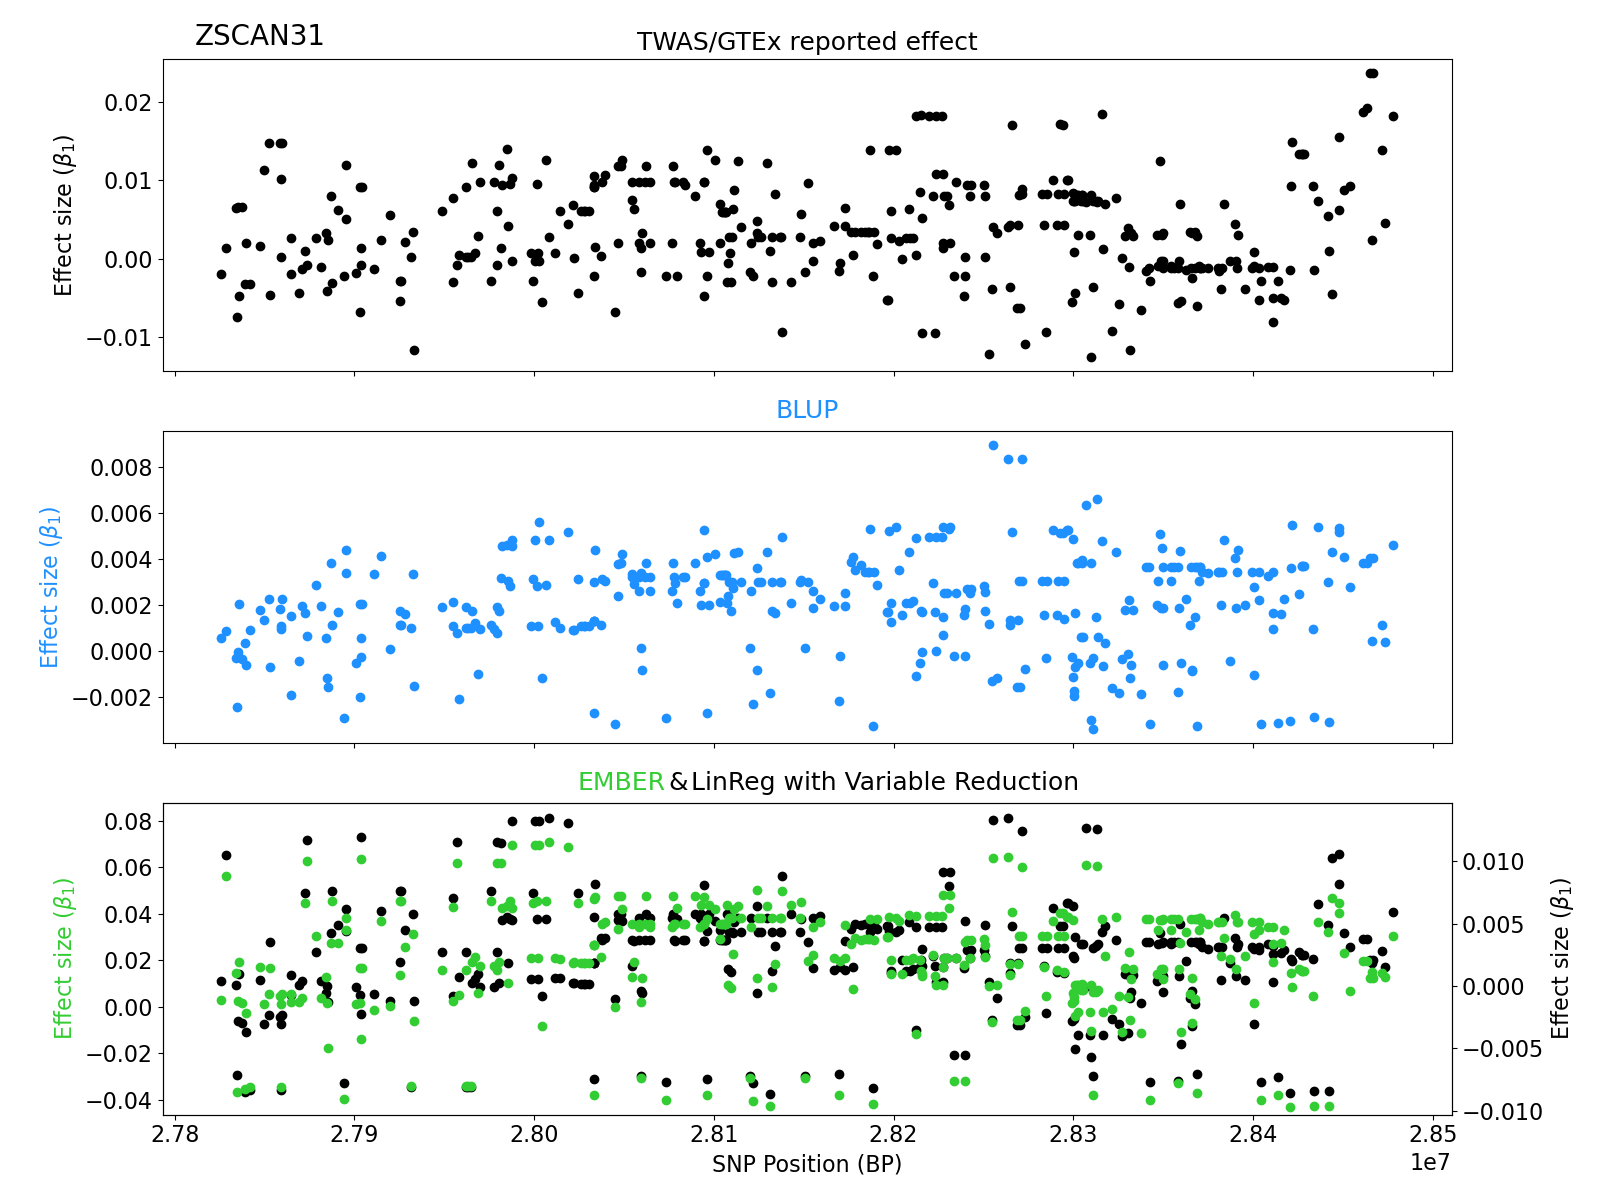 ZSCAN31
TWAS/GTEx reported effect
Effect size (β₁)
0.02
0.01
0.00
−0.01
BLUP
Effect size (β₁)
0.008
0.006
0.004
0.002
0.000
−0.002
EMBER & LinReg with Variable Reduction
Effect size (β₁)
0.08
0.06
0.04
0.02
0.00
−0.02
−0.04
0.010
0.005
0.000
−0.005
−0.010
Effect size (β₁)
2.78 2.79 2.80 2.81 2.82 2.83 2.84 2.85
SNP Position (BP)
1e7